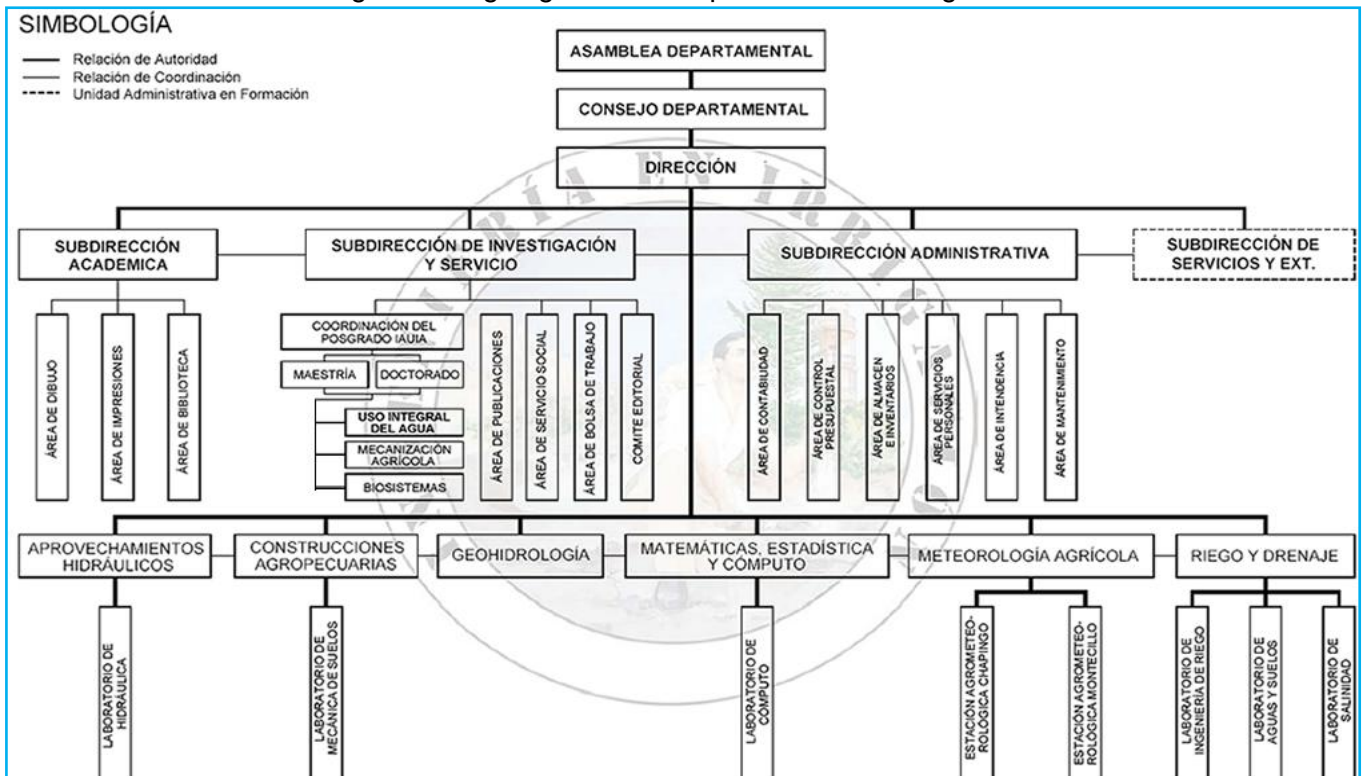 SIMBOLOGÍA
Relación de Autoridad
Relación de Coordinación
Unidad Administrativa en Formación
ASAMBLEA DEPARTAMENTAL
CONSEJO DEPARTAMENTAL
DIRECCIÓN
SUBDIRECCIÓN
ACADEMICA
SUBDIRECCIÓN DE INVESTIGACIÓN
Y SERVICIO
SUBDIRECCIÓN ADMINISTRATIVA
SUBDIRECCIÓN DE
SERVICIOS Y EXT.
ÁREA DE DIBUJO
ÁREA DE IMPRESIONES
ÁREA DE BIBLIOTECA
COORDINACIÓN DEL
POSGRADO IAUIA
MAESTRÍA
DOCTORADO
USO INTEGRAL
DEL AGUA
MECANIZACIÓN
AGRÍCOLA
BIOSISTEMAS
ÁREA DE PUBLICACIONES
ÁREA DE SERVICIO SOCIAL
ÁREA DE BOLSA DE TRABAJO
COMITE EDITORIAL
ÁREA DE CONTABILIDAD
ÁREA DE CONTROL
PRESUPUESTAL
ÁREA DE ALMACEN
E INVENTARIOS
ÁREA DE SERVICIOS
PERSONALES
ÁREA DE INTENDENCIA
ÁREA DE MANTENIMIENTO
APROVECHAMIENTOS
HIDRÁULICOS
CONSTRUCCIONES
AGROPECUARIAS
GEOHIDROLOGÍA
MATEMÁTICAS, ESTADÍSTICA
Y CÓMPUTO
METEOROLOGÍA AGRÍCOLA
RIEGO Y DRENAJE
LABORATORIO DE
HIDRÁULICA
LABORATORIO DE
MECÁNICA DE SUELOS
LABORATORIO DE
CÓMPUTO
ESTACIÓN AGROMETEO-
ROLÓGICA CHAPINGO
ESTACIÓN AGROMETEO-
ROLÓGICA MONTECILLO
LABORATORIO DE
INGENIERÍA DE RIEGO
LABORATORIO DE
AGUAS Y SUELOS
LABORATORIO DE
SALINIDAD